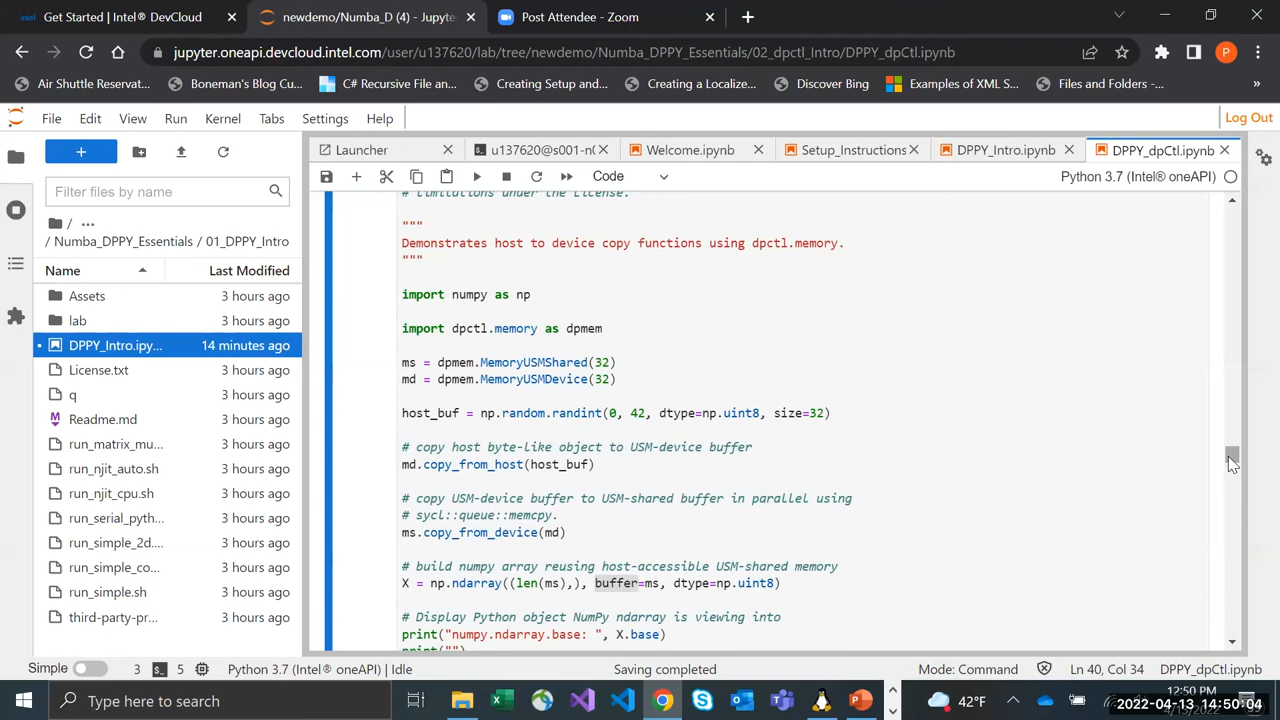 intel Get Started | Intel® DevCloud
newdemo/Numba_D (4) - Jupyte
Post Attendee - Zoom
jupyter.oneapi.devcloud.intel.com/user/u137620/lab/tree/newdemo/Numba_DPPY_Essentials/02_dpctl_Intro/DPPY_dpCtl.ipynb
P
Air Shuttle Reservat...
Boneman's Blog Cu...
C# Recursive File an...
Creating Setup and...
Creating a Localize...
Discover Bing
Examples of XML S...
Files and Folders -...
»
File Edit View Run Kernel Tabs Settings Help
Log Out
Launcher
u137620@s001-n0
Welcome.ipynb
Setup_Instructions
DPPY_Intro.ipynb
DPPY_dpCtl.ipynb
Code
Python 3.7 (Intel® oneAPI)
Filter files by name
/ ···
/ Numba_DPPY_Essentials / 01_DPPY_Intro
Name Last Modified
Assets 3 hours ago
lab 3 hours ago
DPPY_Intro.ipy... 14 minutes ago
License.txt 3 hours ago
q 3 hours ago
Readme.md 3 hours ago
run_matrix_mu... 3 hours ago
run_njit_auto.sh 3 hours ago
run_njit_cpu.sh 3 hours ago
run_serial_pyth... 3 hours ago
run_simple_2d... 3 hours ago
run_simple_co... 3 hours ago
run_simple.sh 3 hours ago
third-party-pr... 3 hours ago
# limitations under the License.
"""
Demonstrates host to device copy functions using dpctl.memory.
"""
import numpy as np
import dpctl.memory as dpmem
ms = dpmem.MemoryUSMShared(32)
md = dpmem.MemoryUSMDevice(32)
host_buf = np.random.randint(0, 42, dtype=np.uint8, size=32)
# copy host byte-like object to USM-device buffer
md.copy_from_host(host_buf)
# copy USM-device buffer to USM-shared buffer in parallel using
# sycl::queue::memcpy.
ms.copy_from_device(md)
# build numpy array reusing host-accessible USM-shared memory
X = np.ndarray((len(ms),), buffer=ms, dtype=np.uint8)
# Display Python object NumPy ndarray is viewing into
print("numpy.ndarray.base: ", X.base)
print("")
Simple 3 5 Python 3.7 (Intel® oneAPI) | Idle
Saving completed
Mode: Command Ln 40, Col 34 DPPY_dpCtl.ipynb
Type here to search
42°F
12:50 PM
2022-04-13 14:50:04